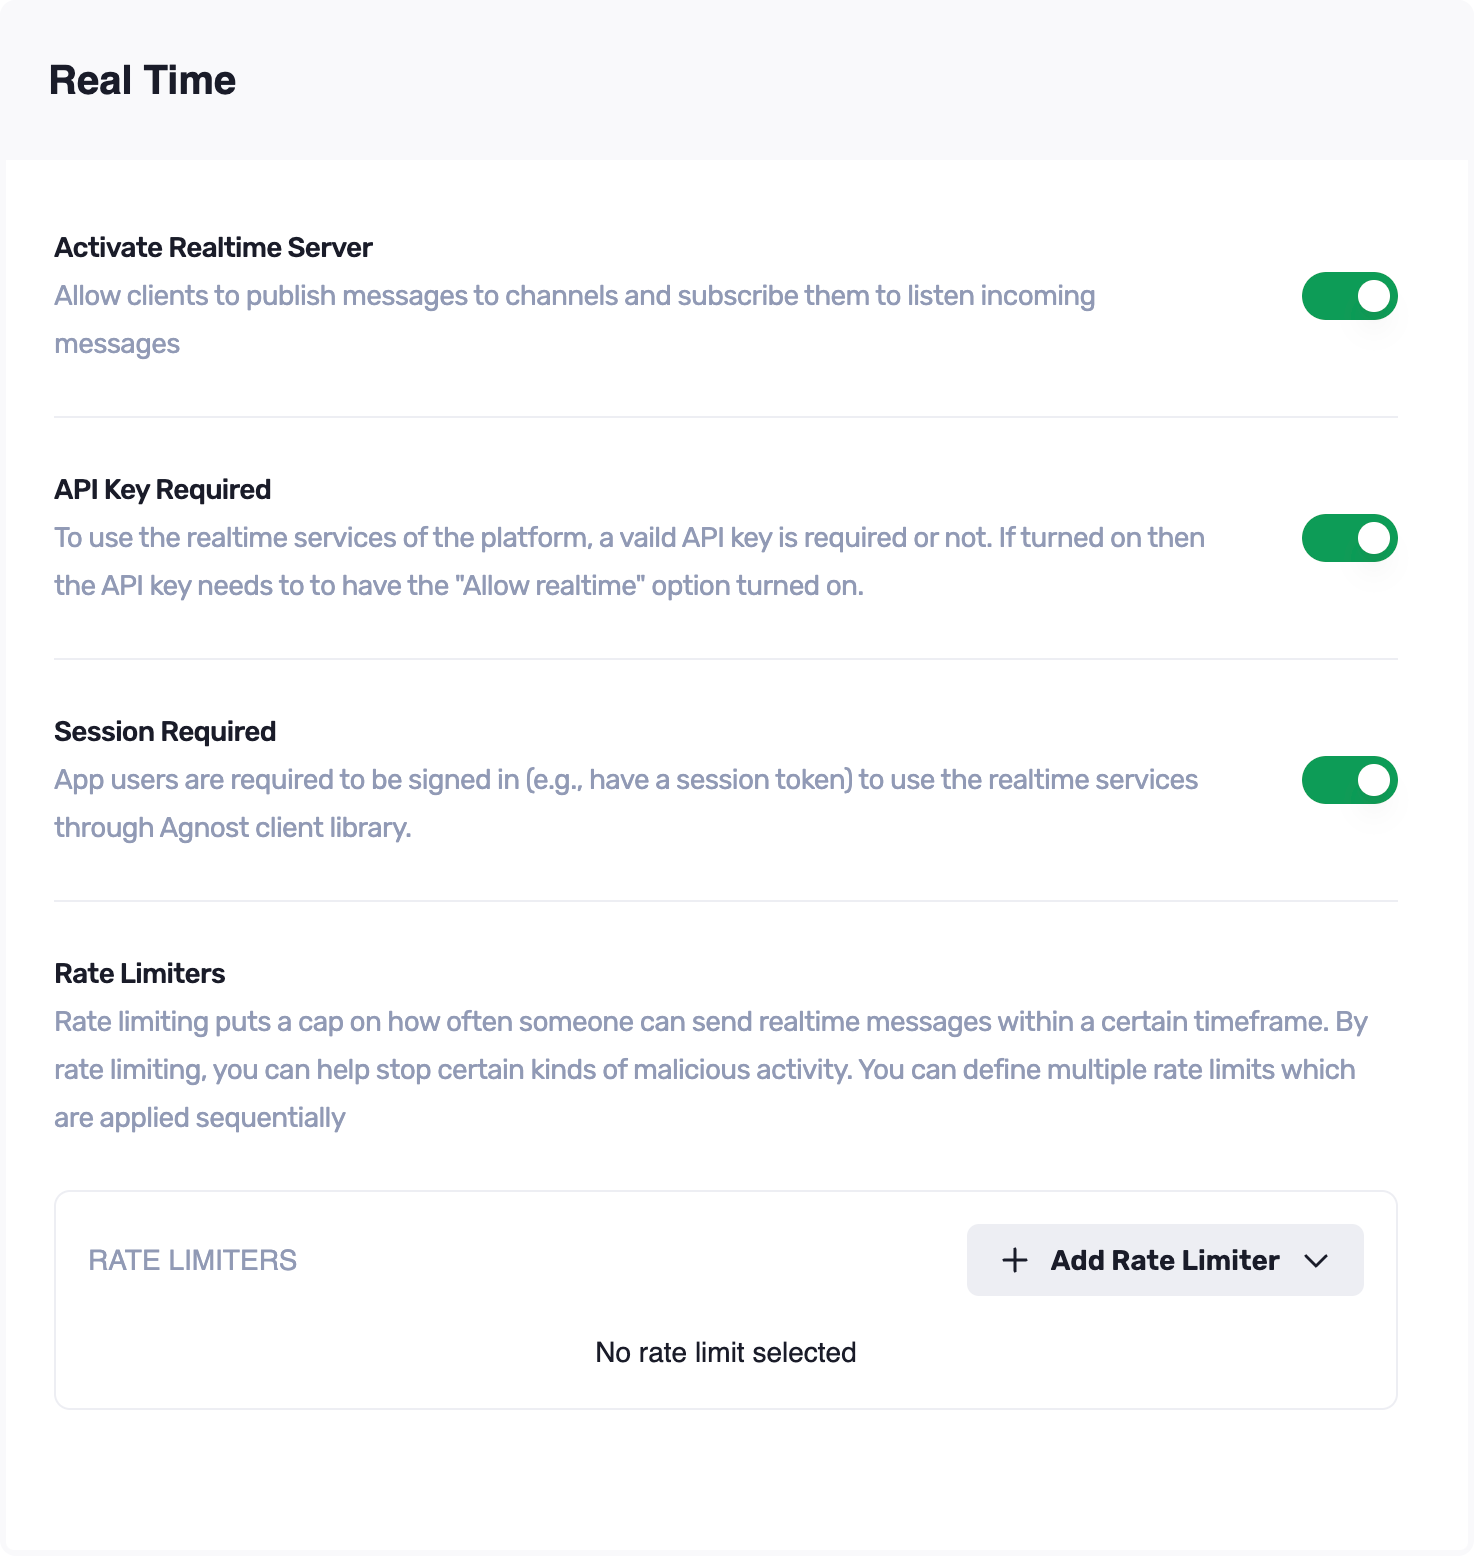 Real Time
Activate Realtime Server
Allow clients to publish messages to channels and subscribe them to listen incoming
messages
API Key Required
To use the realtime services of the platform, a vaild API key is required or not. If turned on then
the API key needs to to have the "Allow realtime" option turned on.
Session Required
App users are required to be signed in (e.g., have a session token) to use the realtime services
through Agnost client library.
Rate Limiters
Rate limiting puts a cap on how often someone can send realtime messages within a certain timeframe. By
rate limiting, you can help stop certain kinds of malicious activity. You can define multiple rate limits which
are applied sequentially
RATE LIMITERS
Add Rate Limiter
No rate limit selected